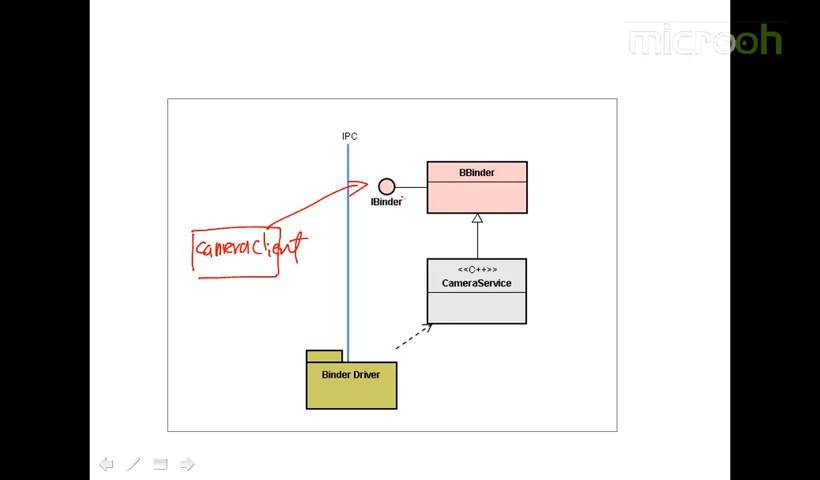 microoh
IPC
BBinder
IBinder
cameraclient
<<C++>>
CameraService
Binder Driver